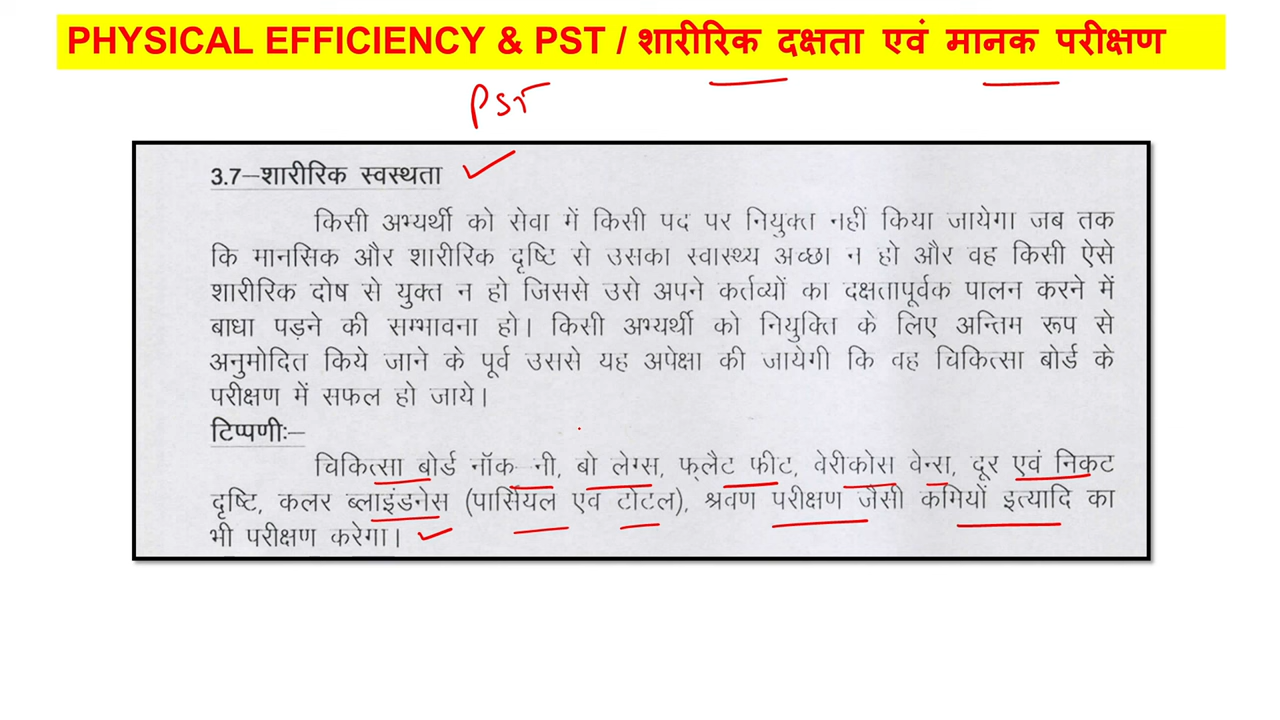 PHYSICAL EFFICIENCY & PST / शारीरिक दक्षता एवं मानक परीक्षण
PST
3.7–शारीरिक स्वस्थता
किसी अभ्यर्थी को सेवा में किसी पद पर नियुक्त नहीं किया जायेगा जब तक
कि मानसिक और शारीरिक दृष्टि से उसका स्वास्थ्य अच्छा न हो और वह किसी ऐसे
शारीरिक दोष से युक्त न हो जिससे उसे अपने कर्तव्यों का दक्षतापूर्वक पालन करने में
बाधा पड़ने की सम्भावना हो। किसी अभ्यर्थी को नियुक्ति के लिए अन्तिम रूप से
अनुमोदित किये जाने के पूर्व उससे यह अपेक्षा की जायेगी कि वह चिकित्सा बोर्ड के
परीक्षण में सफल हो जाये।
टिप्पणीः–
चिकित्सा बोर्ड नॉक नी, बो लेग्स, फ्लैट फीट, वेरीकोस वेन्स, दूर एवं निकट
दृष्टि, कलर ब्लाइंडनेस (पार्सियल एव टोटल), श्रवण परीक्षण जैसी कमियों इत्यादि का
भी परीक्षण करेगा।